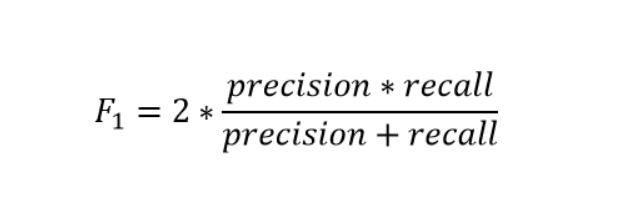 F₁ = 2 * precision * recall / precision + recall